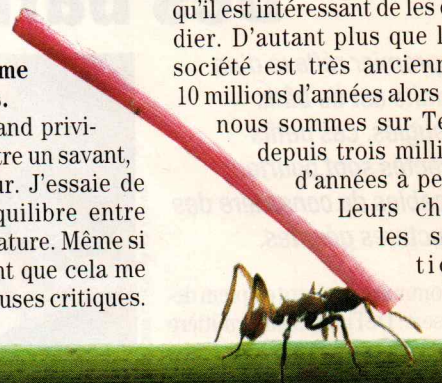 me
s.
and privi-
tre un savant,
ur. J'essaie de
quilibre entre
ature. Même si
nt que cela me
uses critiques.
qu'il est intéressant de les
dier. D'autant plus que l
société est très ancienn
10 millions d'années alors
nous sommes sur Te
depuis trois milli
d'années à pe
Leurs ch
les s
tic